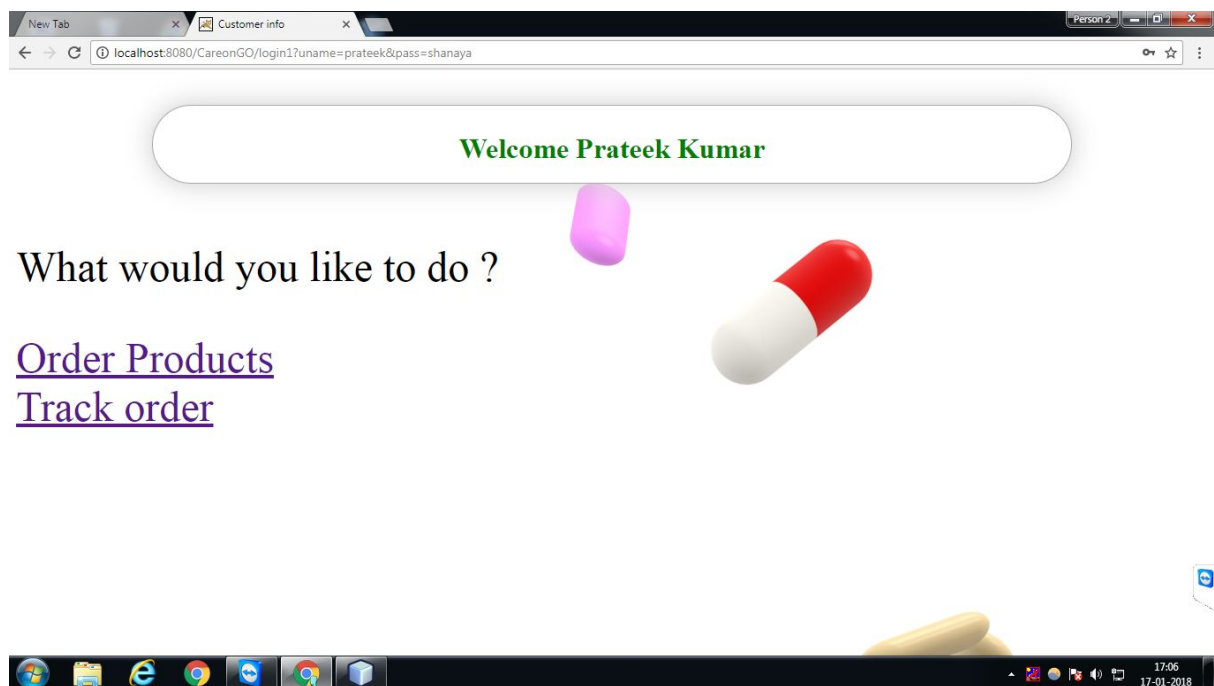 New Tab
Customer info
Person 2
localhost:8080/CareonGO/login1?uname=prateek&pass=shanaya
Welcome Prateek Kumar
What would you like to do ?
Order Products
Track order
17:06
17-01-2018